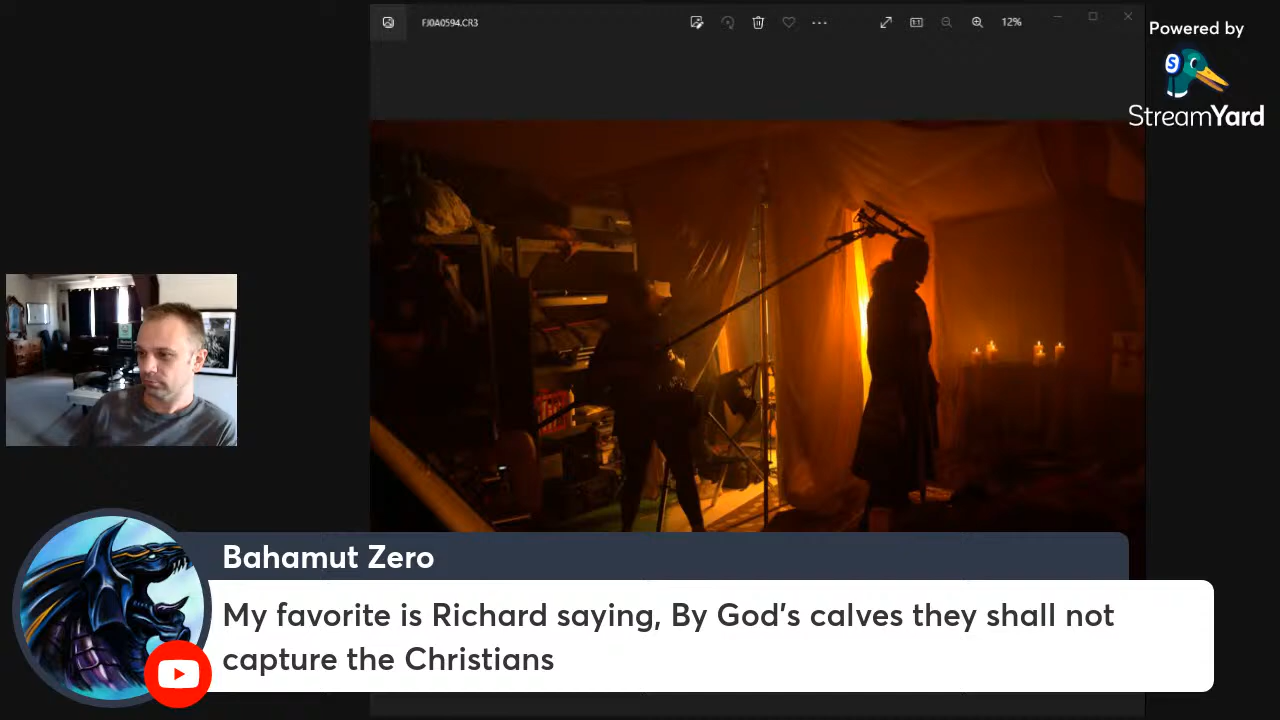 FJ0A0594.CR3
12%
Powered by
StreamYard
Bahamut Zero
My favorite is Richard saying, By God's calves they shall not
capture the Christians